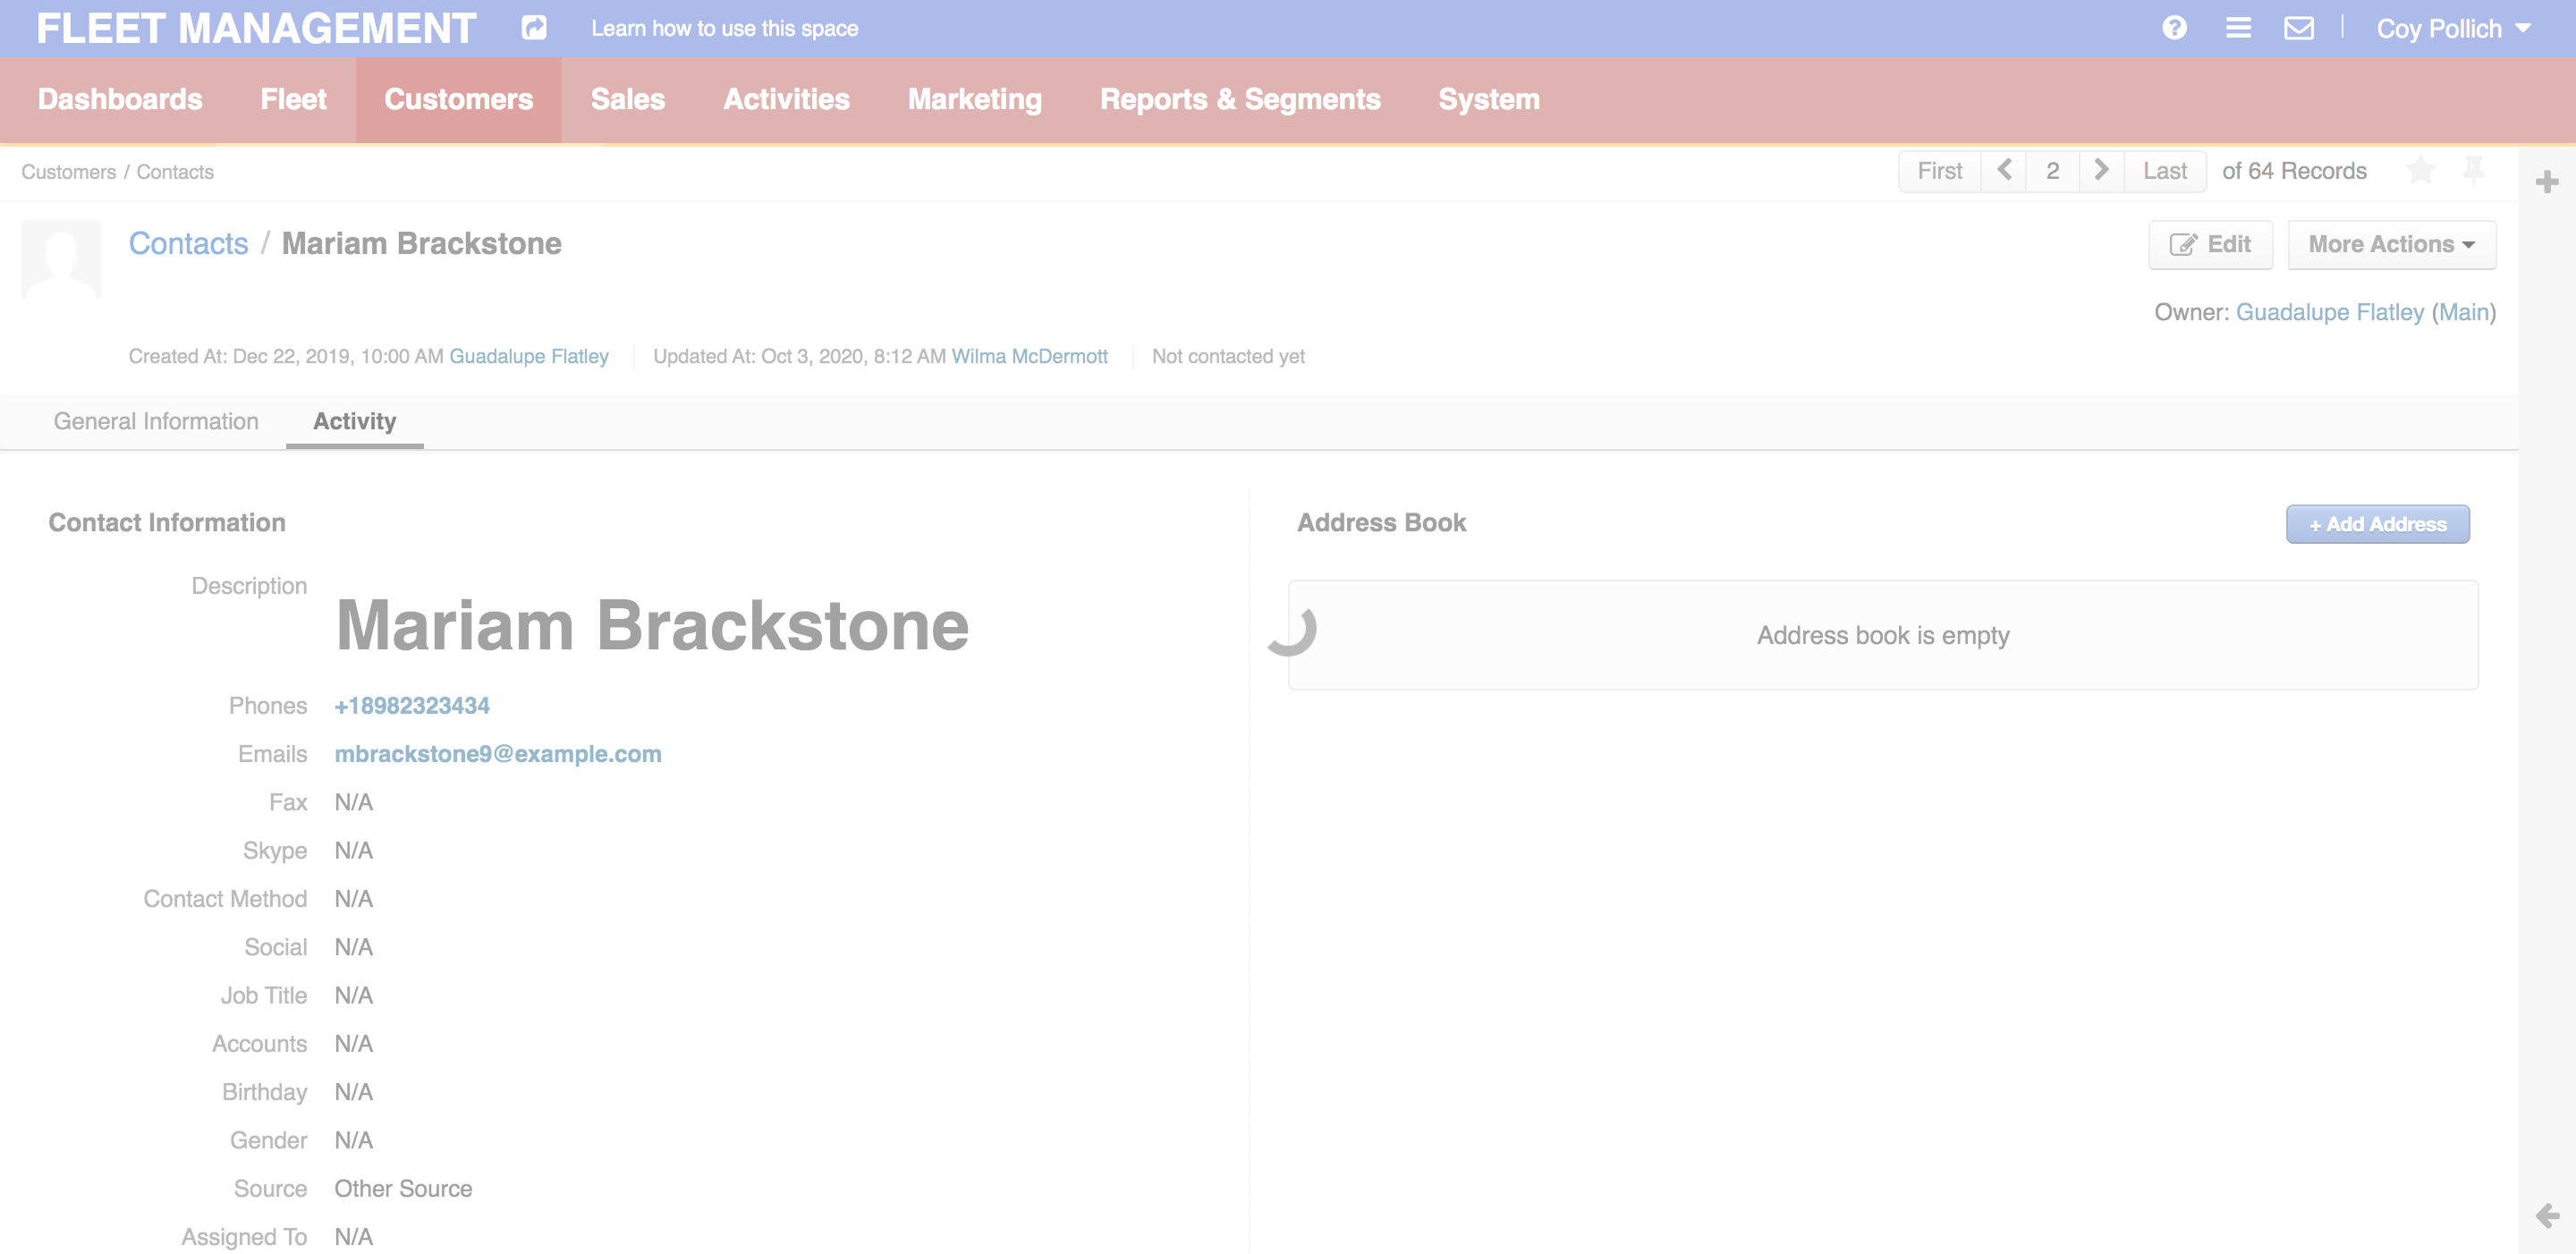 FLEET MANAGEMENT Learn how to use this space Coy Pollich
Dashboards Fleet Customers Sales Activities Marketing Reports & Segments System
Customers / Contacts First 2 Last of 64 Records
Contacts / Mariam Brackstone Edit More Actions
Owner: Guadalupe Flatley (Main)
Created At: Dec 22, 2019, 10:00 AM Guadalupe Flatley Updated At: Oct 3, 2020, 8:12 AM Wilma McDermott Not contacted yet
General Information Activity
Contact Information
Description Mariam Brackstone
Phones +18982323434
Emails mbrackstone9@example.com
Fax N/A
Skype N/A
Contact Method N/A
Social N/A
Job Title N/A
Accounts N/A
Birthday N/A
Gender N/A
Source Other Source
Assigned To N/A
Address Book + Add Address
Address book is empty